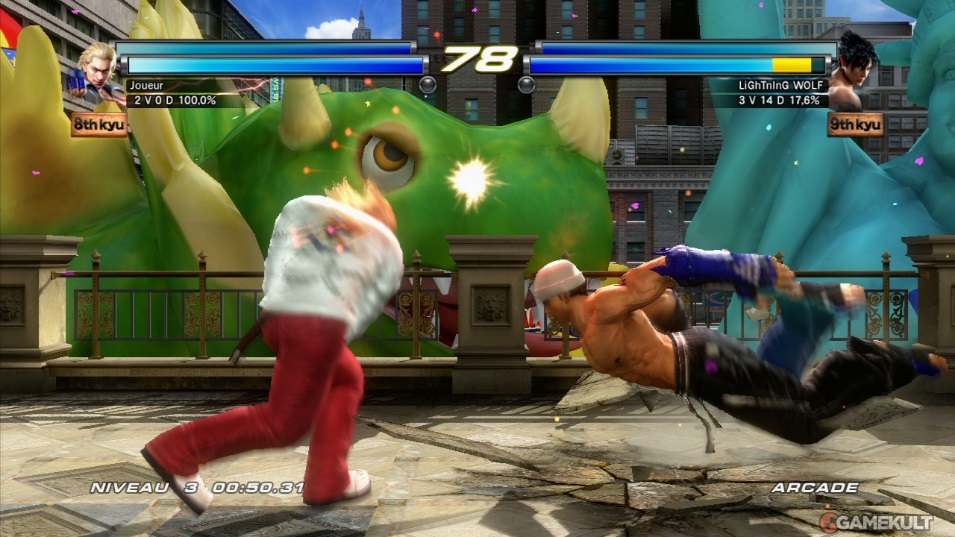 78
Joueur
2 V 0 D 100,0%
8th kyu
LiGhTnInG WOLF
3 V 14 D 17,6%
9th kyu
NIVEAU 3 00:50.31
ARCADE
GAMEKULT